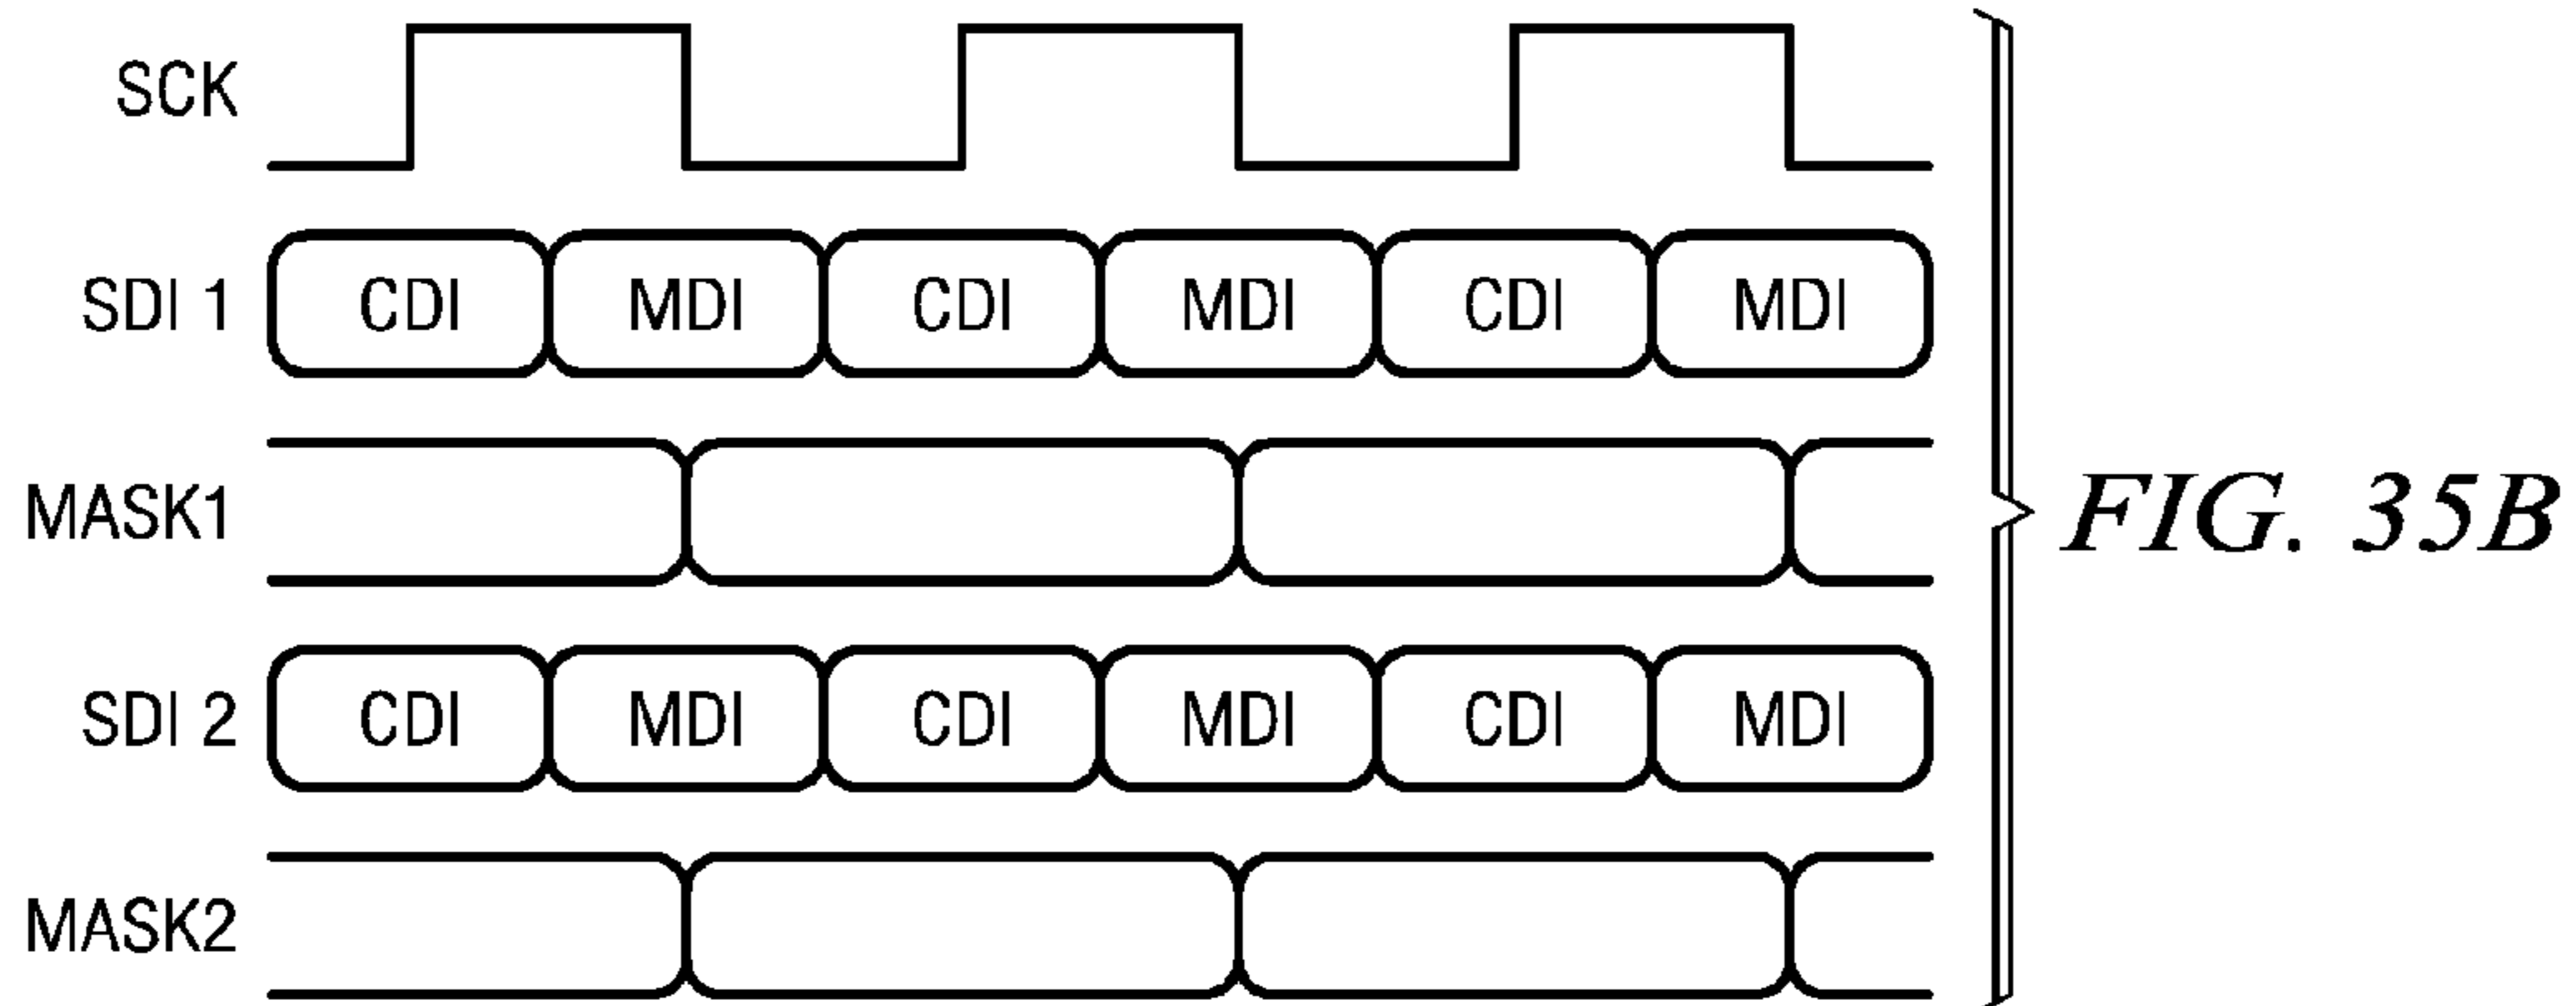 SCK
SDI 1 CDI MDI CDI MDI CDI MDI
MASK1
SDI 2 CDI MDI CDI MDI CDI MDI
MASK2
FIG. 35B